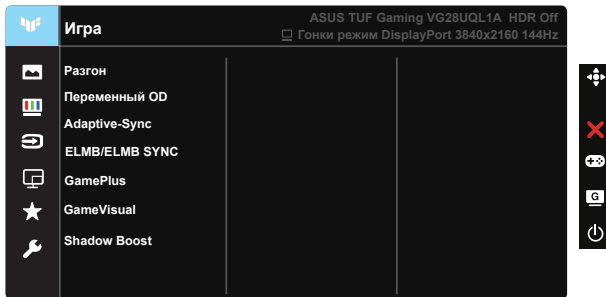 Игра
ASUS TUF Gaming VG28UQL1A HDR Off
Гонки режим DisplayPort 3840x2160 144Hz
Разгон
Переменный OD
Adaptive-Sync
ELMB/ELMB SYNC
GamePlus
GameVisual
Shadow Boost
G